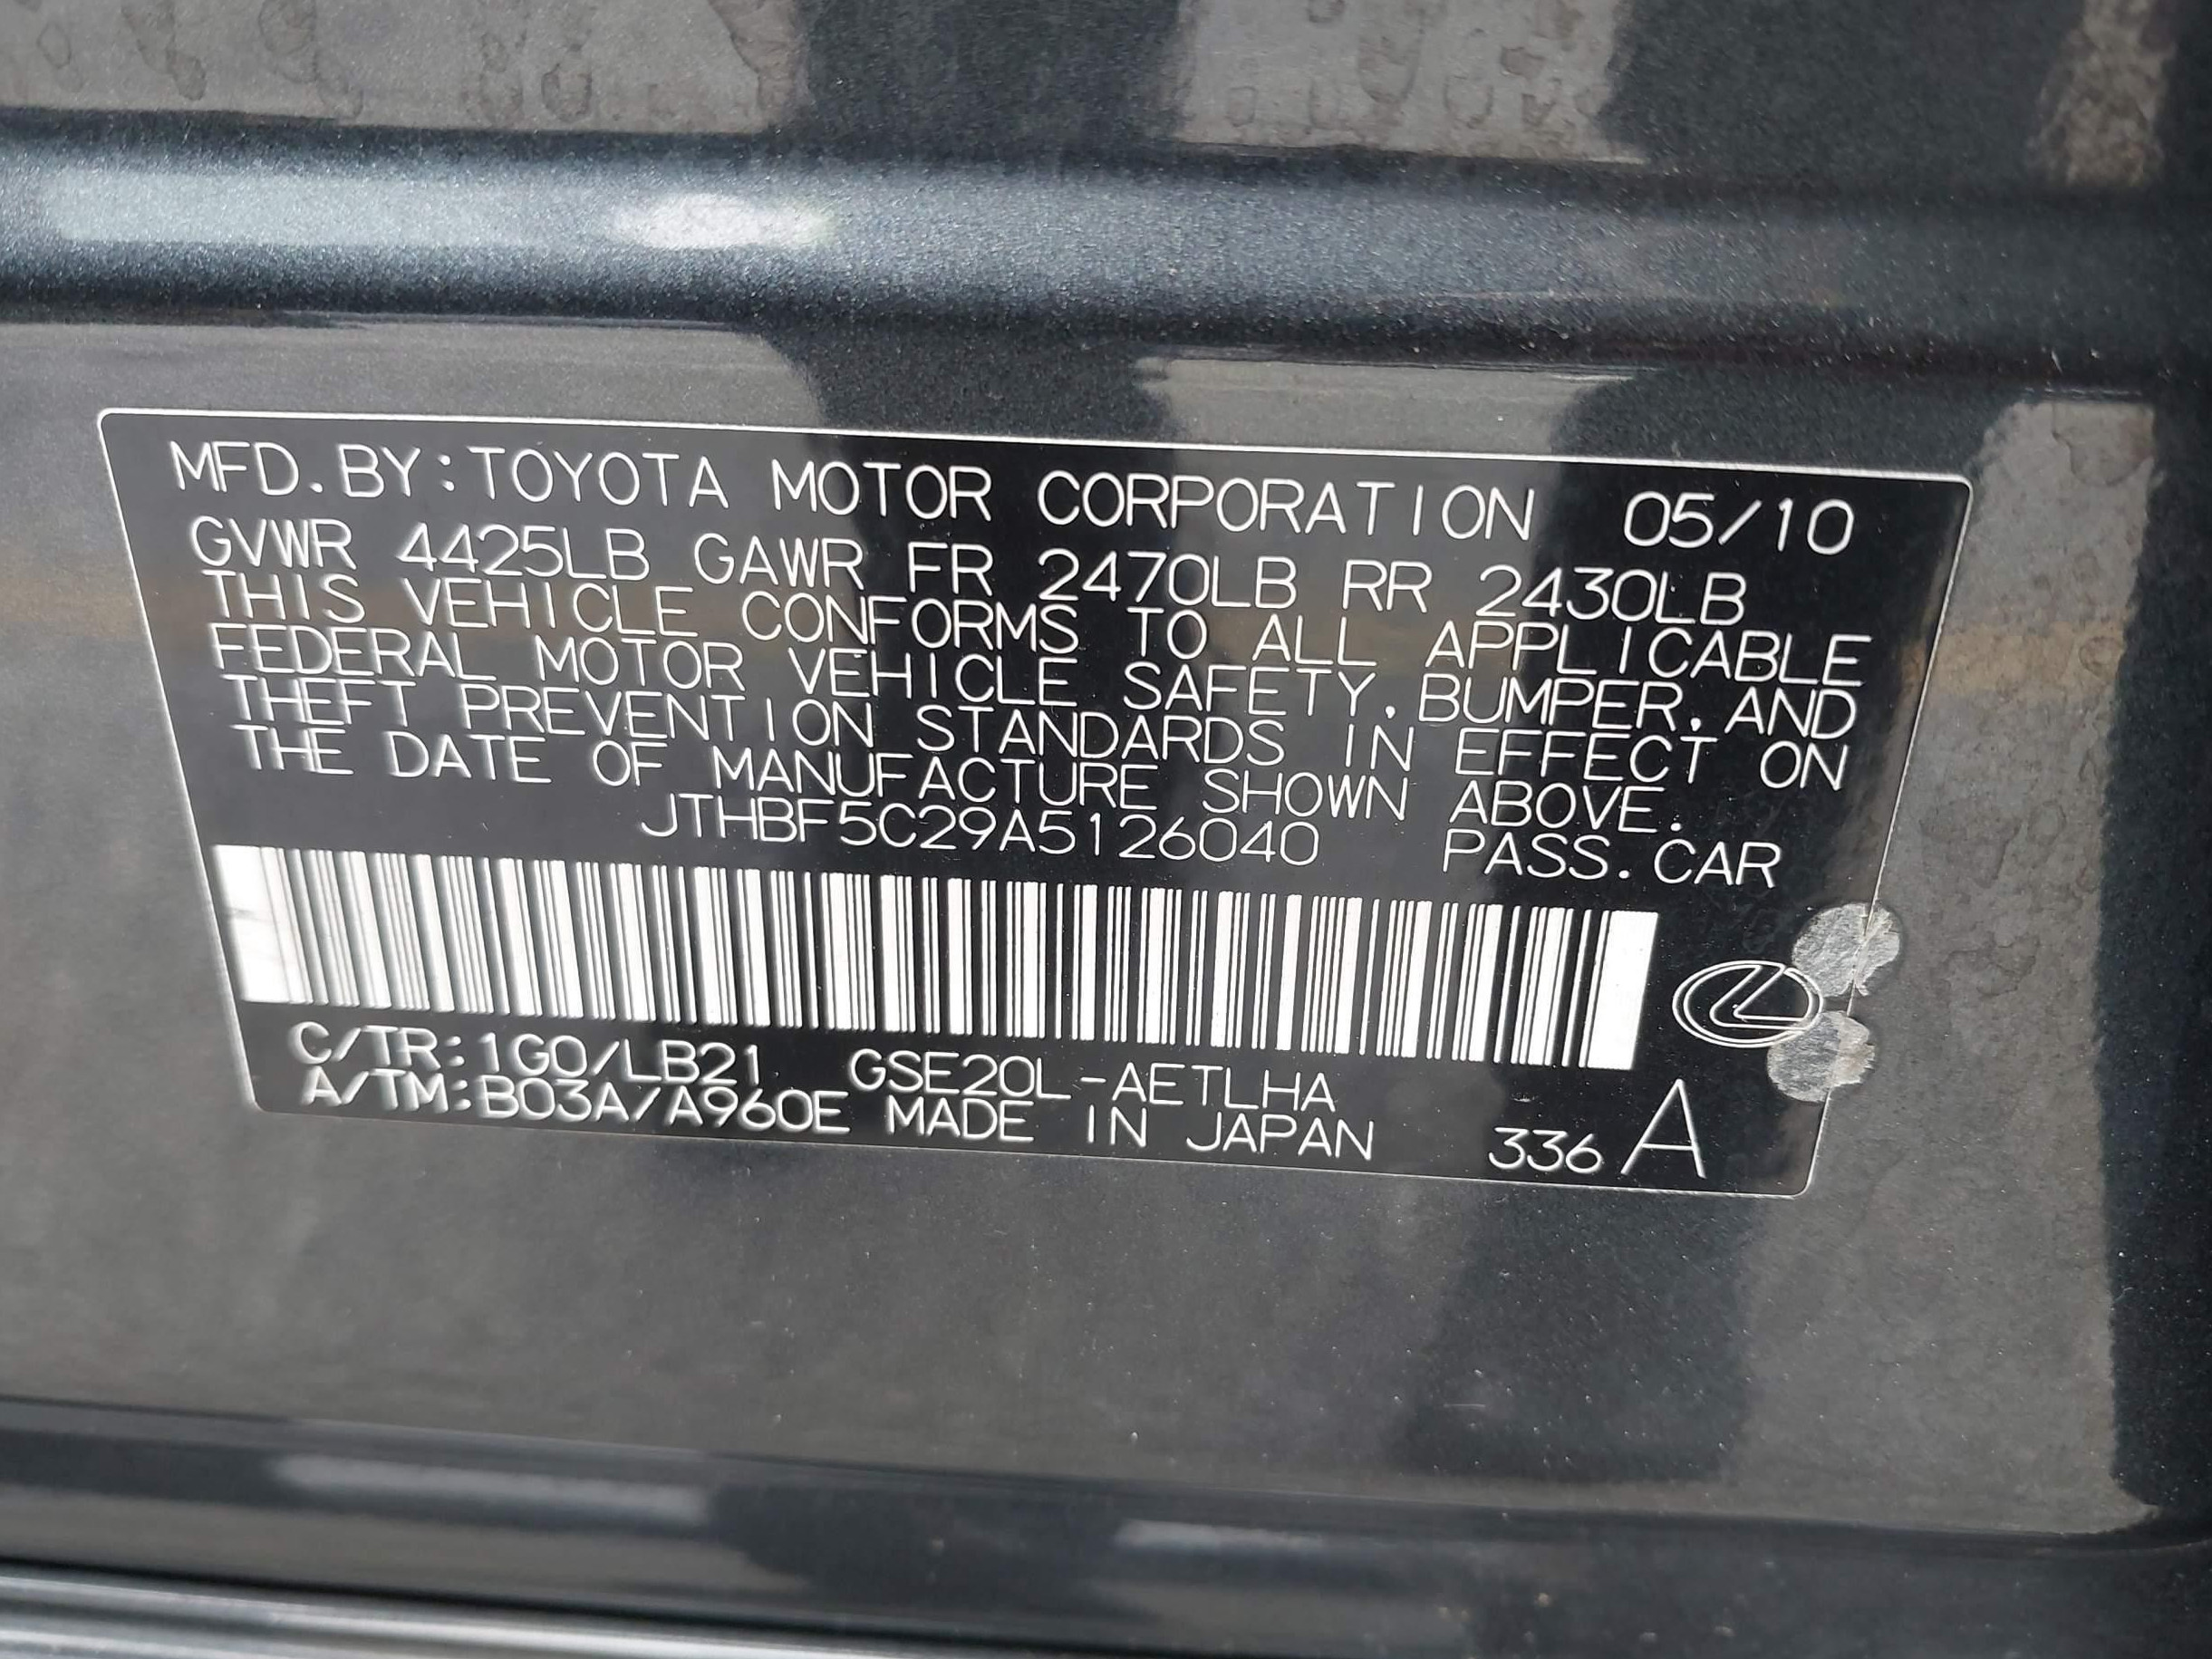 MFD.BY:TOYOTA MOTOR CORPORATION 05/10
GVWR 4425LB GAWR FR 2470LB RR 2430LB
THIS VEHICLE CONFORMS TO ALL APPLICABLE
FEDERAL MOTOR VEHICLE SAFETY,BUMPER,AND
THEFT PREVENTION STANDARDS IN EFFECT ON
THE DATE OF MANUFACTURE SHOWN ABOVE.
JTHBF5C29A5126040 PASS.CAR
C/TR:1G0/LB21 GSE20L-AETLHA
A/TM:B03A/A960E MADE IN JAPAN 336 A